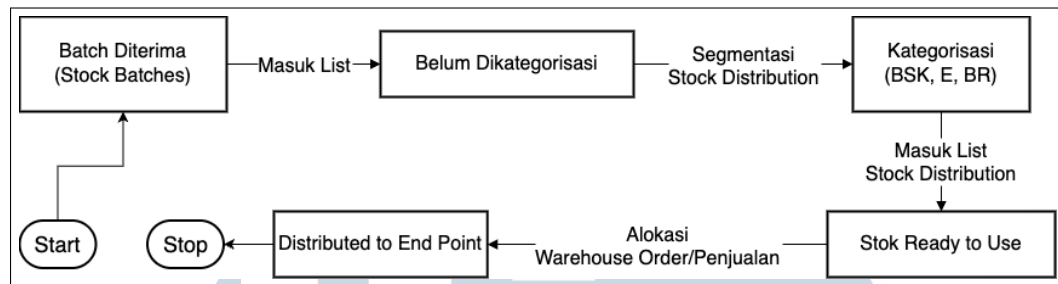 Batch Diterima
(Stock Batches)
Masuk List
Belum Dikategorisasi
Segmentasi
Stock Distribution
Kategorisasi
(BSK, E, BR)
Masuk List
Stock Distribution
Start
Stop
Distributed to End Point
Alokasi
Warehouse Order/Penjualan
Stok Ready to Use